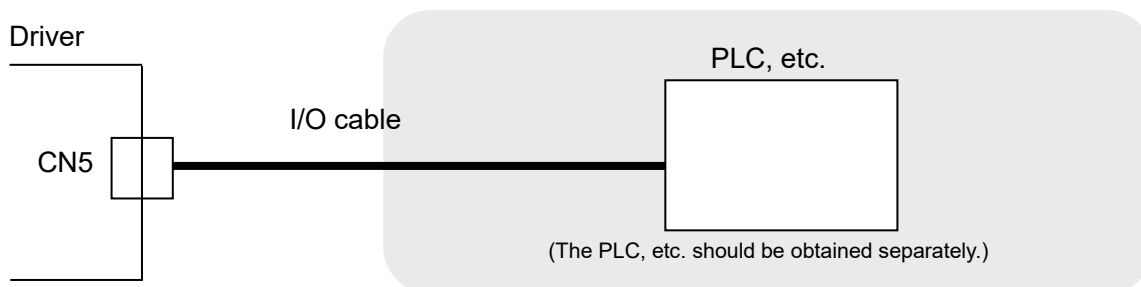 Driver
PLC, etc.
I/O cable
CN5
(The PLC, etc. should be obtained separately.)